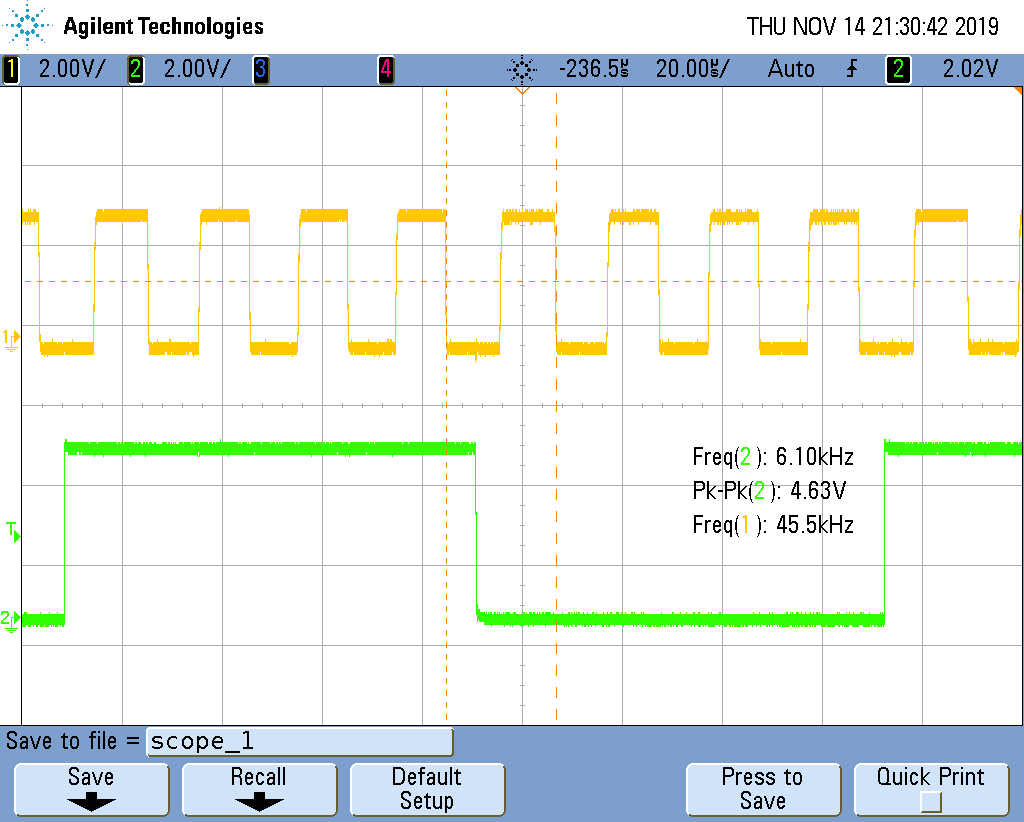 Agilent Technologies THU NOV 14 21:30:42 2019
1 2.00V/ 2 2.00V/ 3 4 -236.5µs 20.00µs/ Auto 2 2.02V
1
Freq(2): 6.10kHz
Pk-Pk(2): 4.63V
Freq(1): 45.5kHz
T
2
Save to file = scope_1
Save Recall Default Setup Press to Save Quick Print